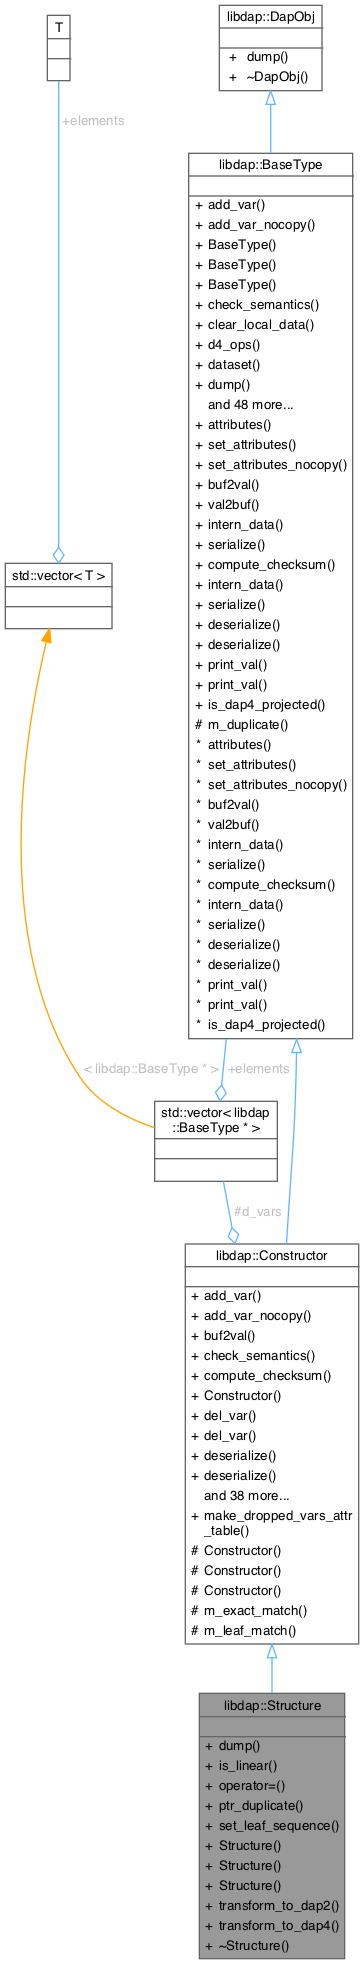 T
+elements
libdap::DapObj
+ dump()
+ ~DapObj()
libdap::BaseType
+ add_var()
+ add_var_nocopy()
+ BaseType()
+ BaseType()
+ BaseType()
+ check_semantics()
+ clear_local_data()
+ d4_ops()
+ dataset()
+ dump()
and 48 more...
+ attributes()
+ set_attributes()
+ set_attributes_nocopy()
+ buf2val()
+ val2buf()
+ intern_data()
+ serialize()
+ compute_checksum()
+ intern_data()
+ serialize()
+ deserialize()
+ deserialize()
+ print_val()
+ print_val()
+ is_dap4_projected()
# m_duplicate()
* attributes()
* set_attributes()
* set_attributes_nocopy()
* buf2val()
* val2buf()
* intern_data()
* serialize()
* compute_checksum()
* intern_data()
* serialize()
* deserialize()
* deserialize()
* print_val()
* print_val()
* is_dap4_projected()
std::vector< T >
< libdap::BaseType * >
+elements
std::vector< libdap
::BaseType * >
#d_vars
libdap::Constructor
+ add_var()
+ add_var_nocopy()
+ buf2val()
+ check_semantics()
+ compute_checksum()
+ Constructor()
+ del_var()
+ del_var()
+ deserialize()
+ deserialize()
and 38 more...
+ make_dropped_vars_attr
_table()
# Constructor()
# Constructor()
# Constructor()
# m_exact_match()
# m_leaf_match()
libdap::Structure
+ dump()
+ is_linear()
+ operator=()
+ ptr_duplicate()
+ set_leaf_sequence()
+ Structure()
+ Structure()
+ Structure()
+ transform_to_dap2()
+ transform_to_dap4()
+ ~Structure()